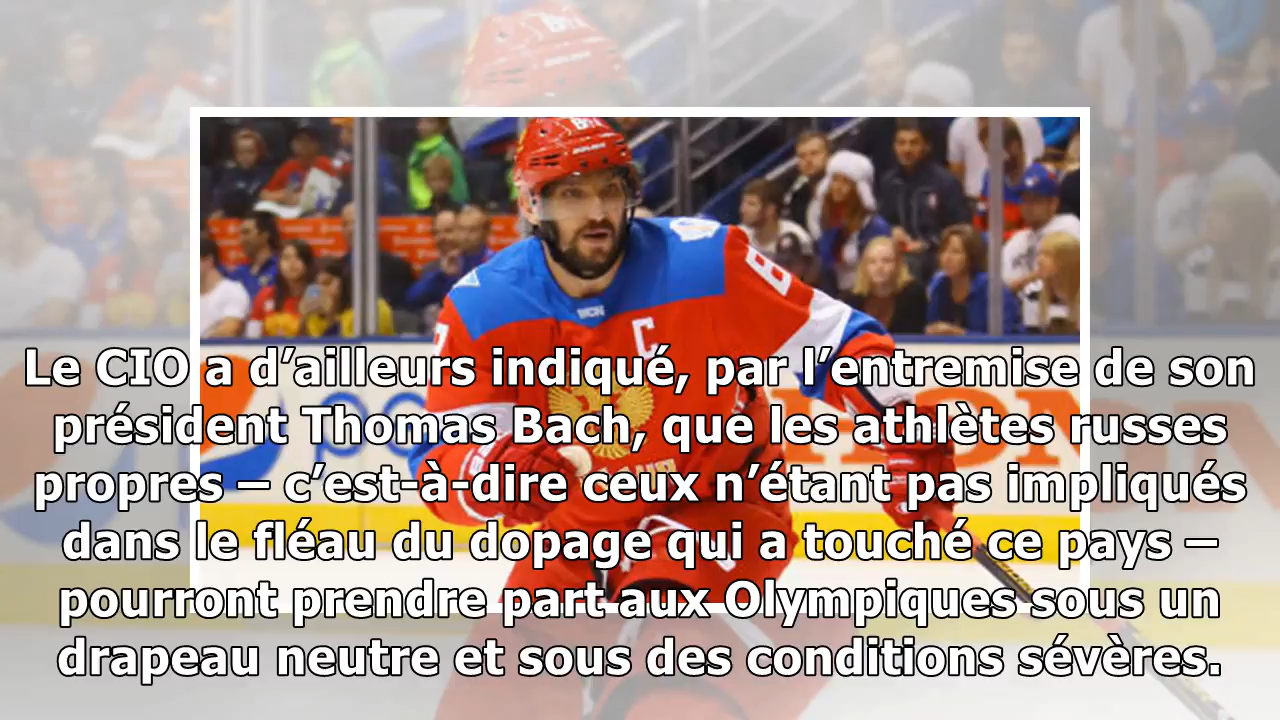 Le CIO a d’ailleurs indiqué, par l’entremise de son
président Thomas Bach, que les athlètes russes
propres – c’est-à-dire ceux n’étant pas impliqués
dans le fléau du dopage qui a touché ce pays –
pourront prendre part aux Olympiques sous un
drapeau neutre et sous des conditions sévères.
C